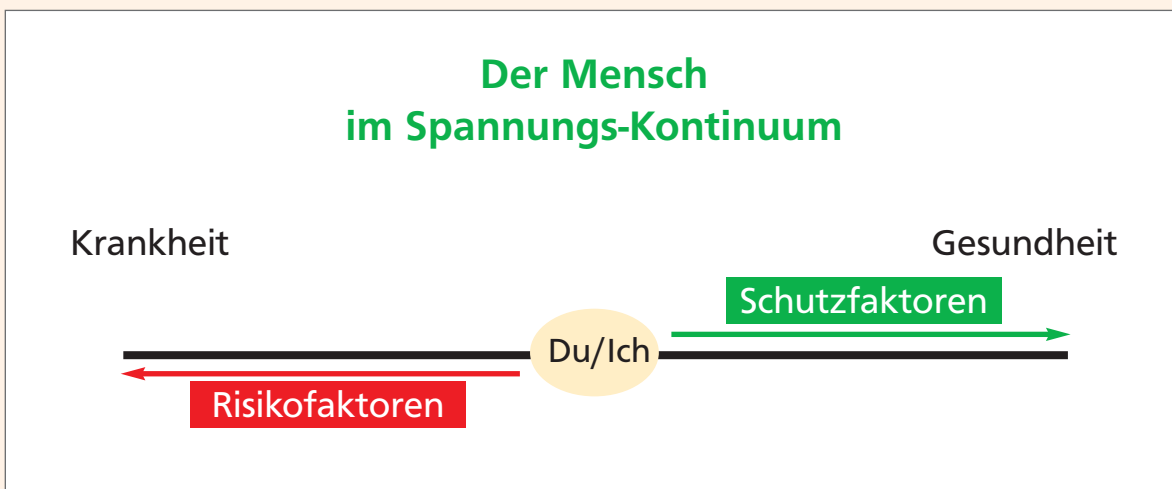 Der Mensch
im Spannungs-Kontinuum
Krankheit
Gesundheit
Schutzfaktoren
Du/Ich
Risikofaktoren